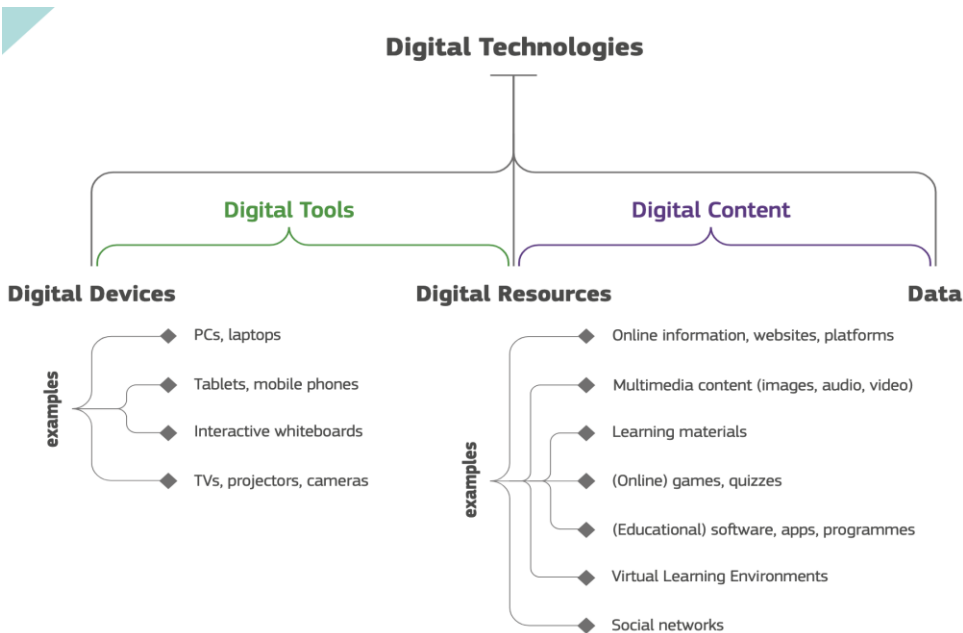 Digital Technologies
Digital Tools
Digital Content
Digital Devices
Digital Resources
Data
examples
PCs, laptops
Tablets, mobile phones
Interactive whiteboards
TVs, projectors, cameras
examples
Online information, websites, platforms
Multimedia content (images, audio, video)
Learning materials
(Online) games, quizzes
(Educational) software, apps, programmes
Virtual Learning Environments
Social networks